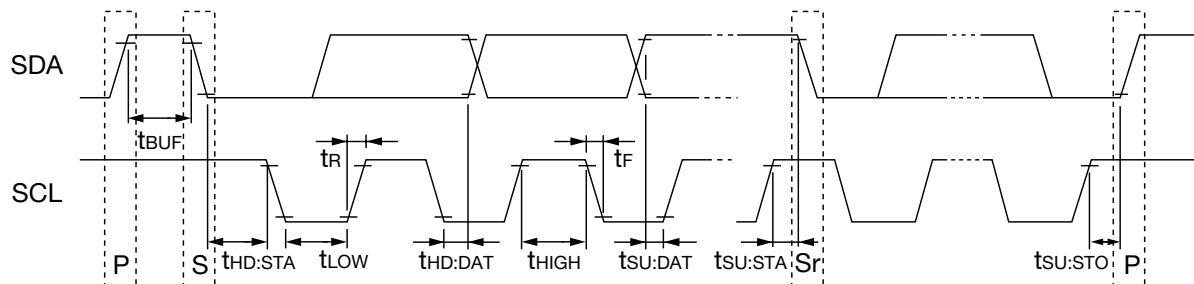 SDA
tBUF
tR
tF
SCL
P
S
tHD:STA
tLOW
tHD:DAT
tHIGH
tSU:DAT
tSU:STA
Sr
tSU:STO
P